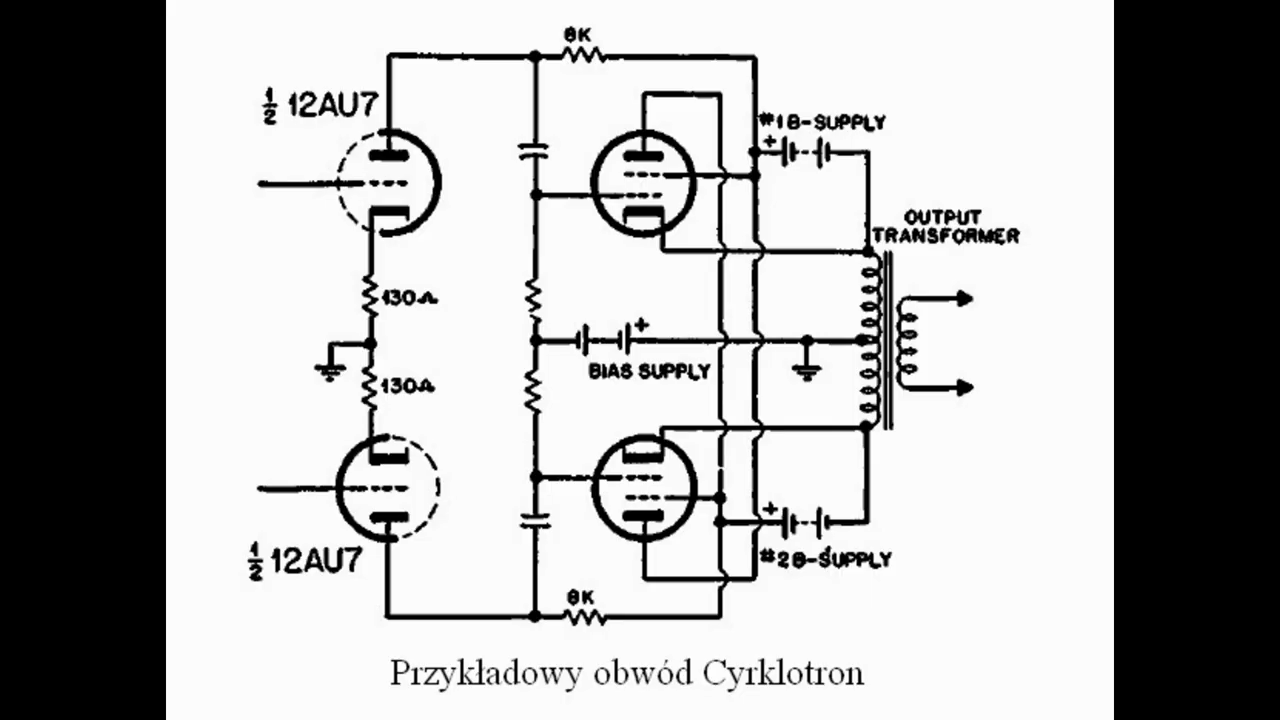 8K
½ 12AU7
#1B-SUPPLY
+
OUTPUT
TRANSFORMER
130Ω
+
BIAS SUPPLY
130Ω
+
½ 12AU7
#2B-SUPPLY
8K
Przykładowy obwód Cyrklotron